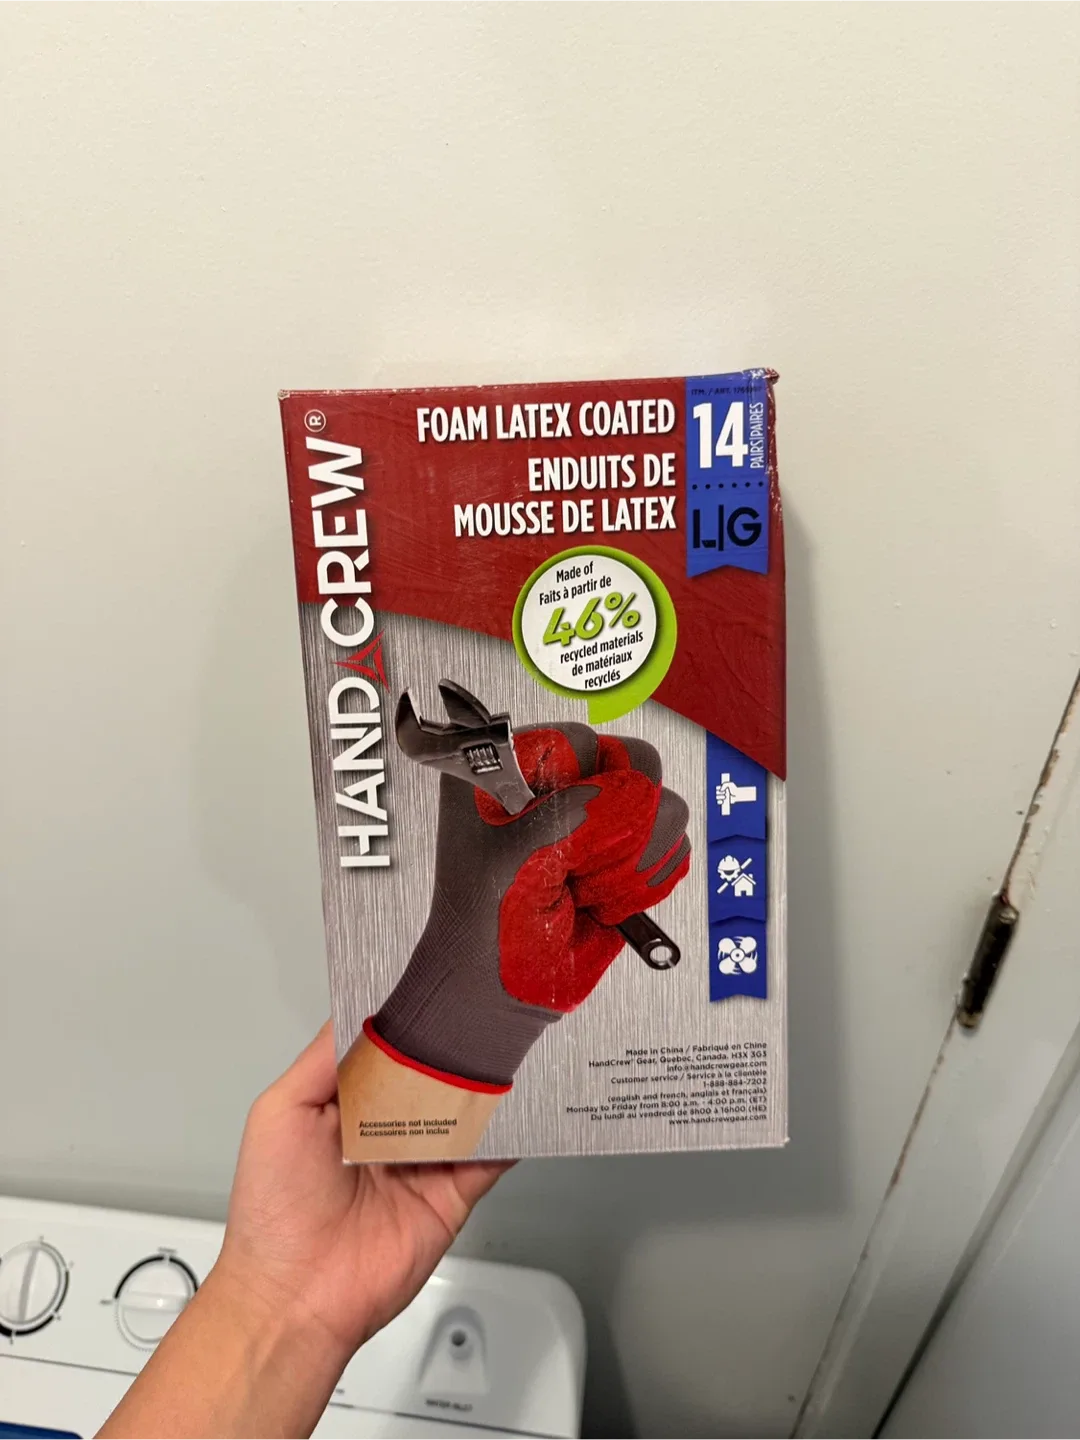 HANDCREW®
FOAM LATEX COATED
ENDUITS DE
MOUSSE DE LATEX
ITM. / ART.
14
PAIRS|PAIRES
L|G
Made of
Faits à partir de
46%
recycled materials
de matériaux
recyclés
Made in China / Fabriqué en Chine
HandCrew® Gear, Quebec, Canada. H3X 3G3
info@handcrewgear.com
Customer service / Service à la clientèle
1-888-884-7202
(english and french, anglais et français)
Monday to Friday from 8:00 a.m. - 4:00 p.m. (ET)
Du lundi au vendredi de 8h00 à 16h00 (HE)
www.handcrewgear.com
Accessories not included
Accessoires non inclus
WATER INLET